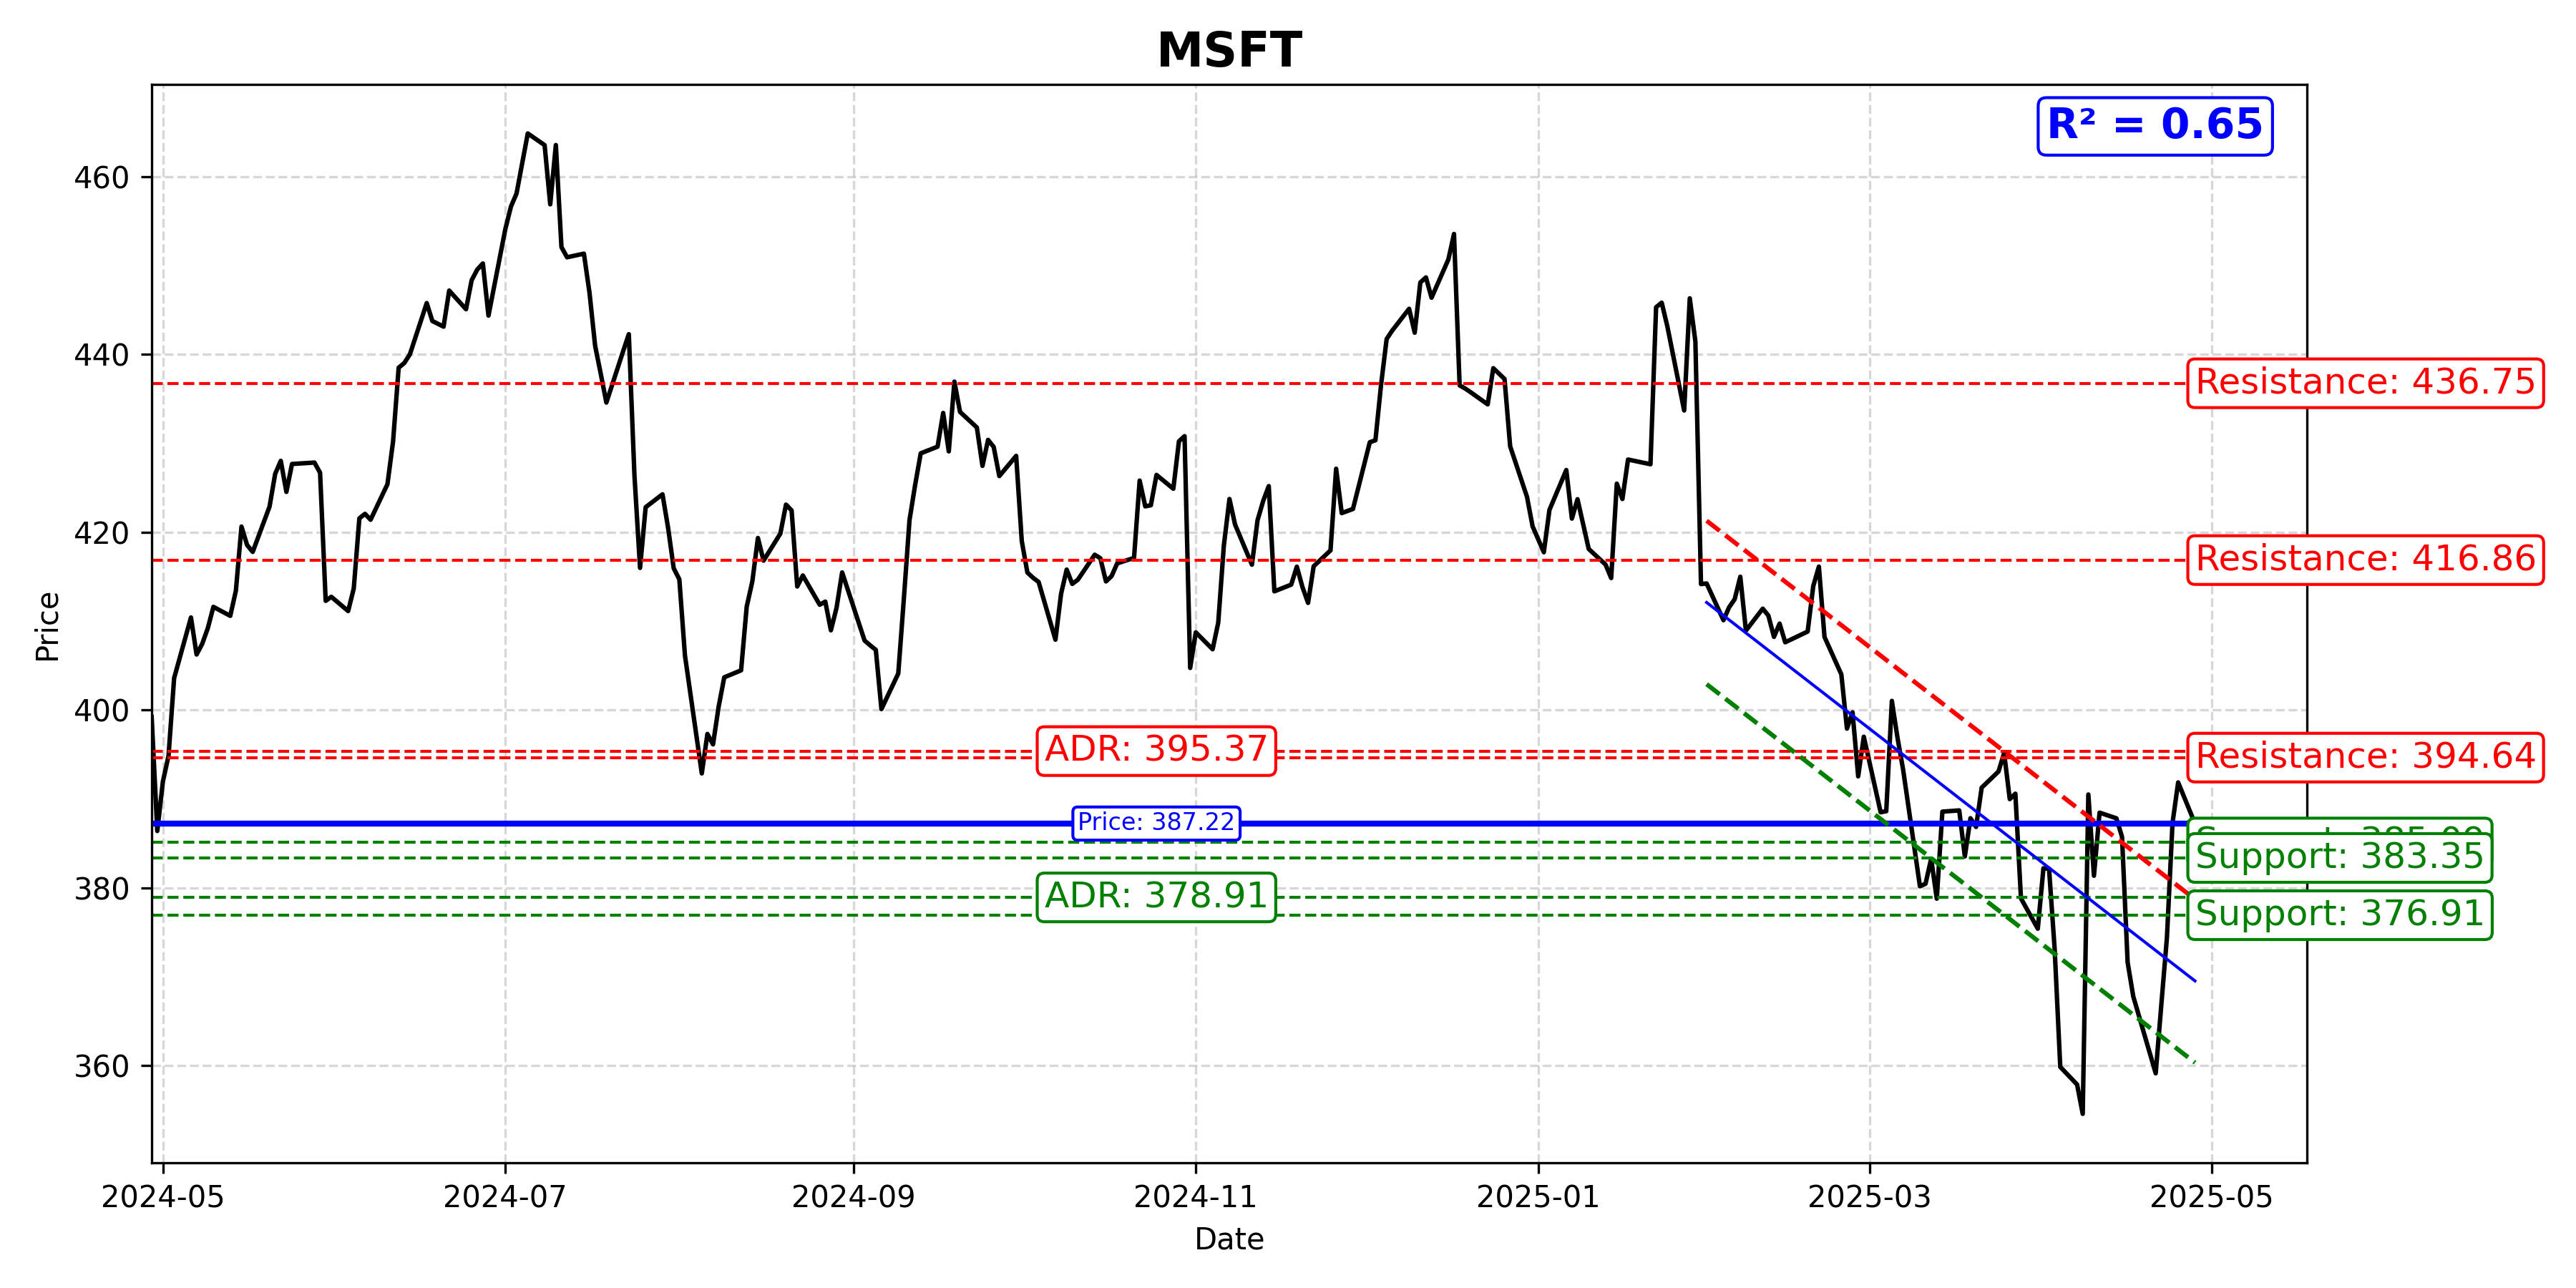 MSFT
R² = 0.65
460
440
420
400
380
360
Price
Resistance: 436.75
Resistance: 416.86
ADR: 395.37
Resistance: 394.64
Price: 387.22
Support: 383.35
ADR: 378.91
Support: 376.91
2024-05
2024-07
2024-09
2024-11
2025-01
2025-03
2025-05
Date